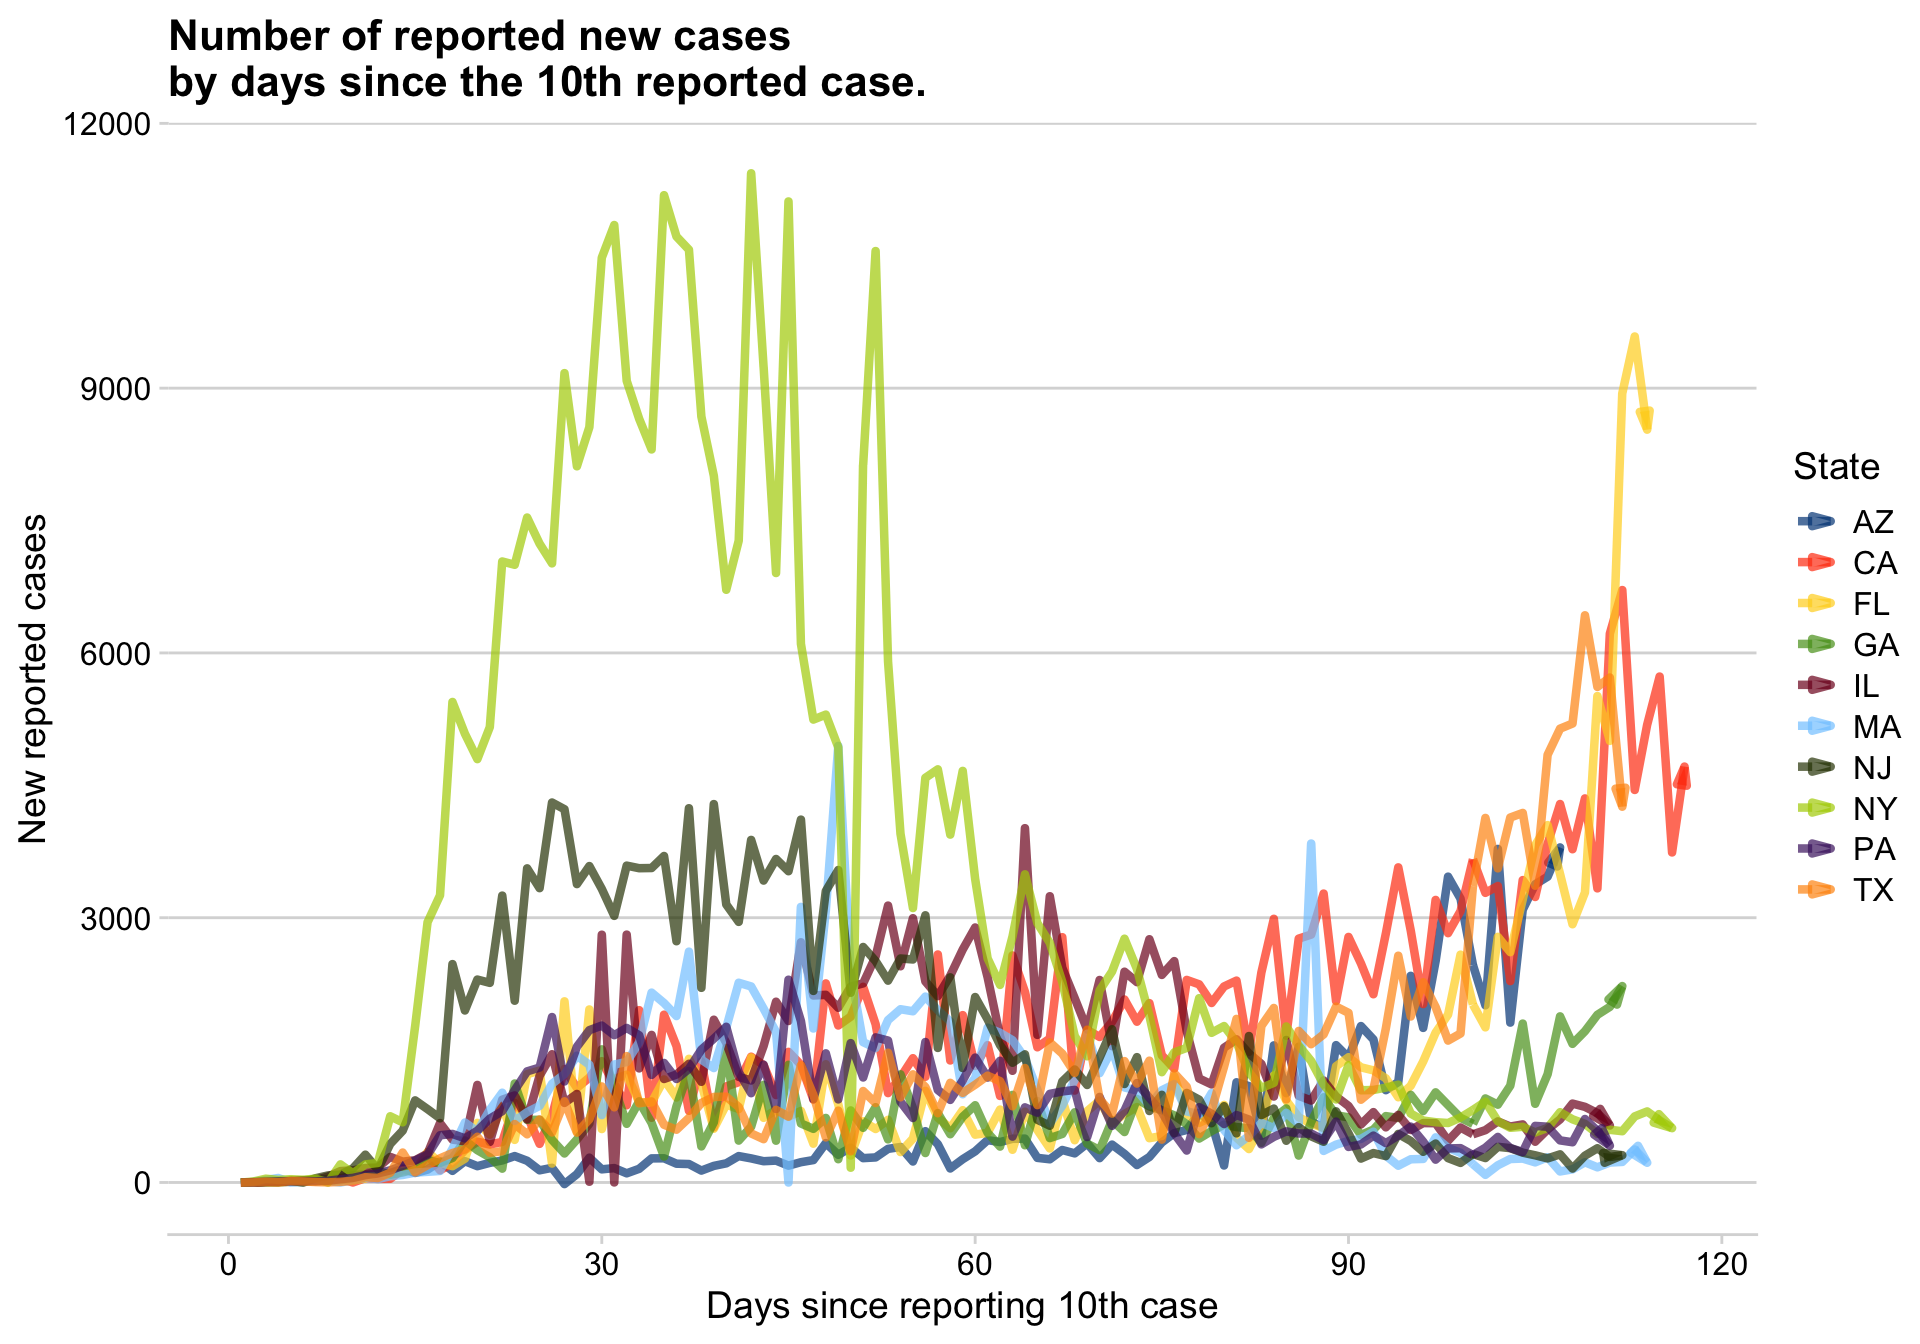 Number of reported new cases
by days since the 10th reported case.
12000
9000
6000
3000
0
New reported cases
0 30 60 90 120
Days since reporting 10th case
State
AZ
CA
FL
GA
IL
MA
NJ
NY
PA
TX